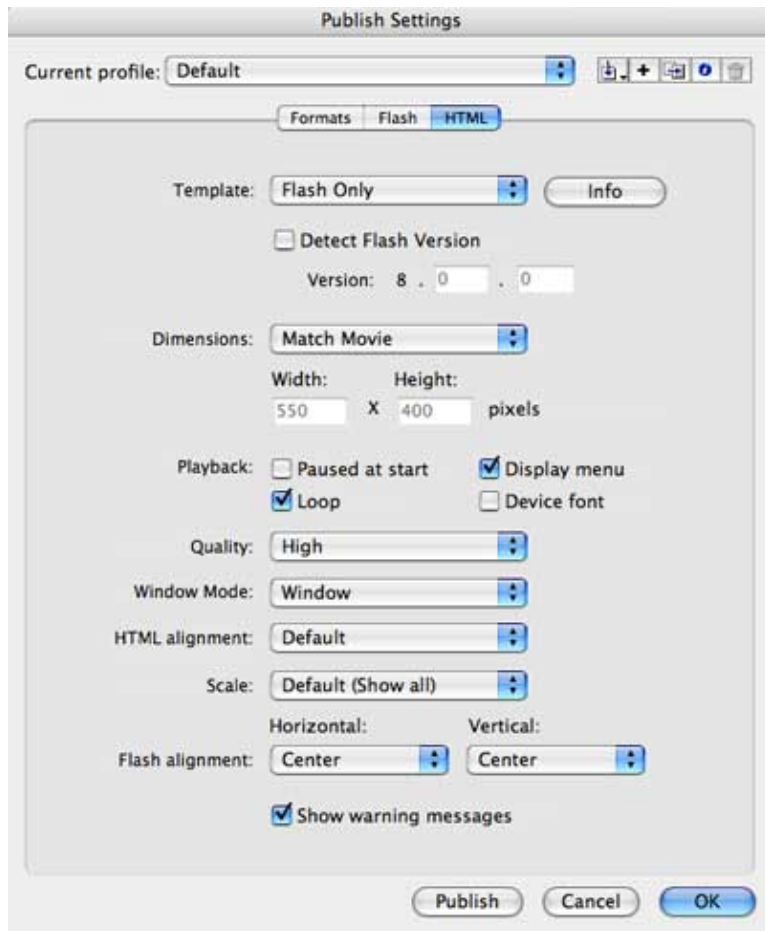 Publish Settings
Current profile: Default
Formats Flash HTML
Template: Flash Only Info
Detect Flash Version
Version: 8 . 0 . 0
Dimensions: Match Movie
Width: Height:
550 X 400 pixels
Playback: Paused at start Display menu
Loop Device font
Quality: High
Window Mode: Window
HTML alignment: Default
Scale: Default (Show all)
Horizontal: Vertical:
Flash alignment: Center Center
Show warning messages
Publish Cancel OK